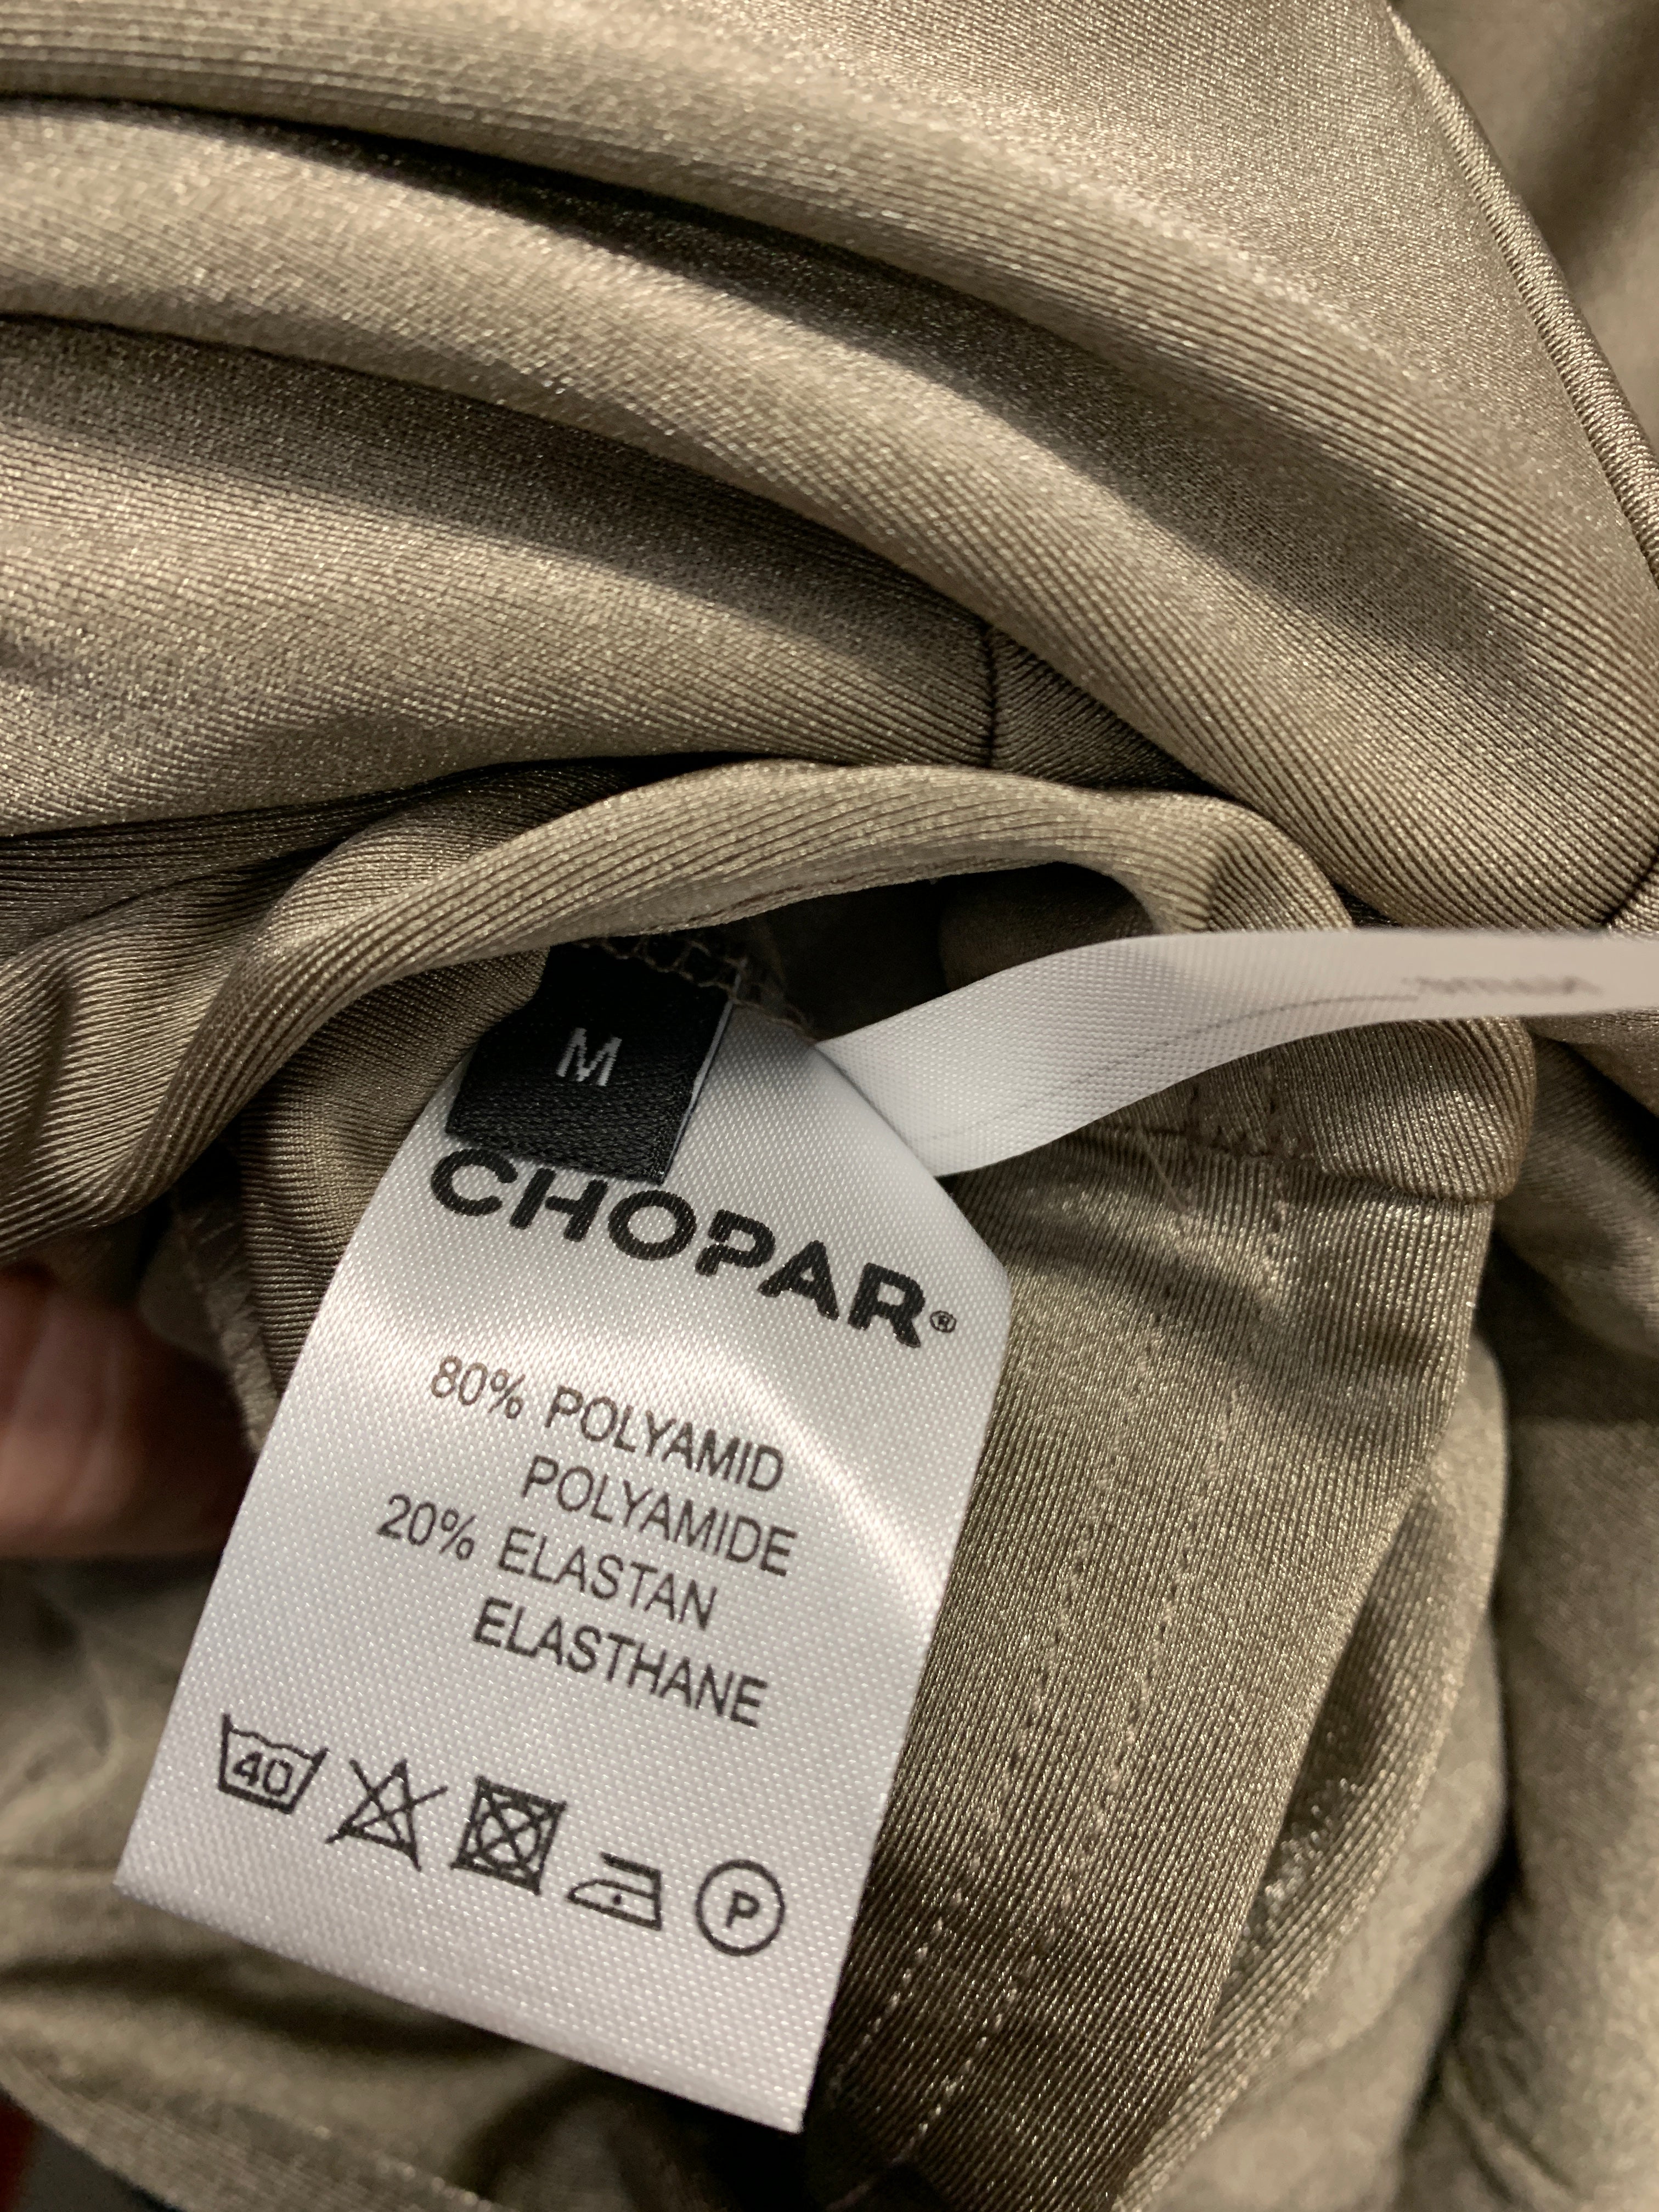 M
CHOPAR®
80% POLYAMID
POLYAMIDE
20% ELASTAN
ELASTHANE
40
P